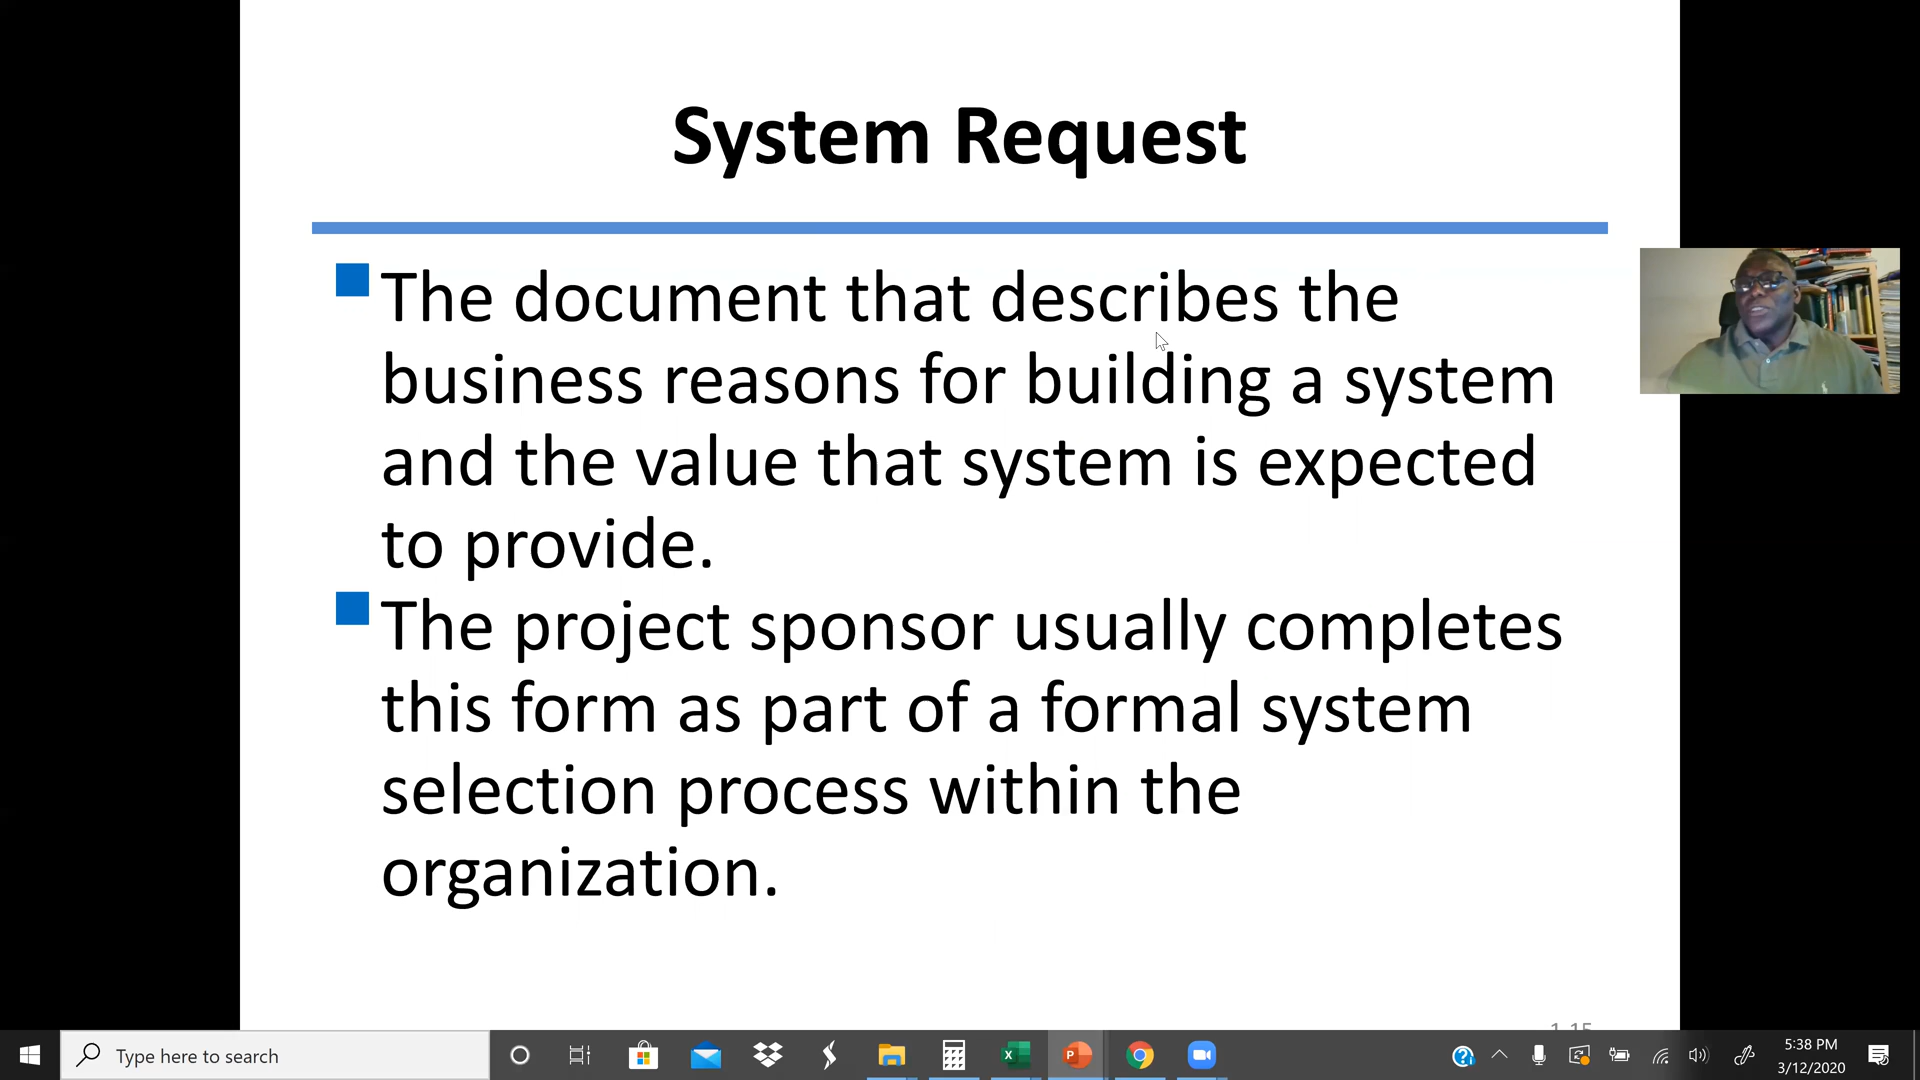 System Request
The document that describes the
business reasons for building a system
and the value that system is expected
to provide.
The project sponsor usually completes
this form as part of a formal system
selection process within the
organization.
1-15
Type here to search
5:38 PM
3/12/2020